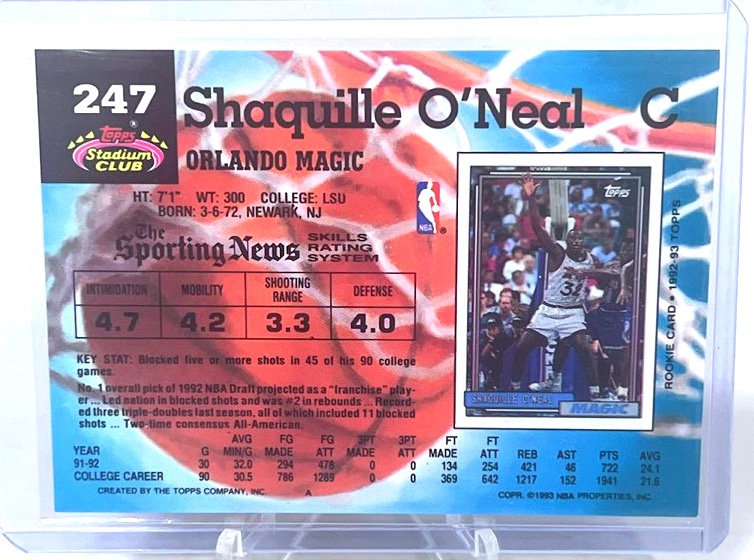 247
Shaquille O'Neal C
Topps
Stadium
CLUB
ORLANDO MAGIC
HT: 7'1" WT: 300 COLLEGE: LSU
BORN: 3-6-72, NEWARK, NJ
NBA
The
Sporting News
SKILLS
RATING
SYSTEM
INTIMIDATION MOBILITY SHOOTING RANGE DEFENSE
4.7 4.2 3.3 4.0
KEY STAT: Blocked five or more shots in 45 of his 90 college
games.
No. 1 overall pick of 1992 NBA Draft projected as a "franchise" play-
er ... Led nation in blocked shots and was #2 in rebounds ... Record-
ed three triple-doubles last season, all of which included 11 blocked
shots ... Two-time consensus All-American.
Topps
32
SHAQUILLE O'NEAL
MAGIC
ROOKIE CARD • 1992-93 TOPPS
AVG FG FG 3PT 3PT FT FT
YEAR G MIN/G MADE ATT MADE ATT MADE ATT REB AST PTS AVG
91-92 30 32.0 294 478 0 0 134 254 421 46 722 24.1
COLLEGE CAREER 90 30.5 786 1289 0 0 369 642 1217 152 1941 21.6
CREATED BY THE TOPPS COMPANY, INC. A COPR. ©1993 NBA PROPERTIES, INC.